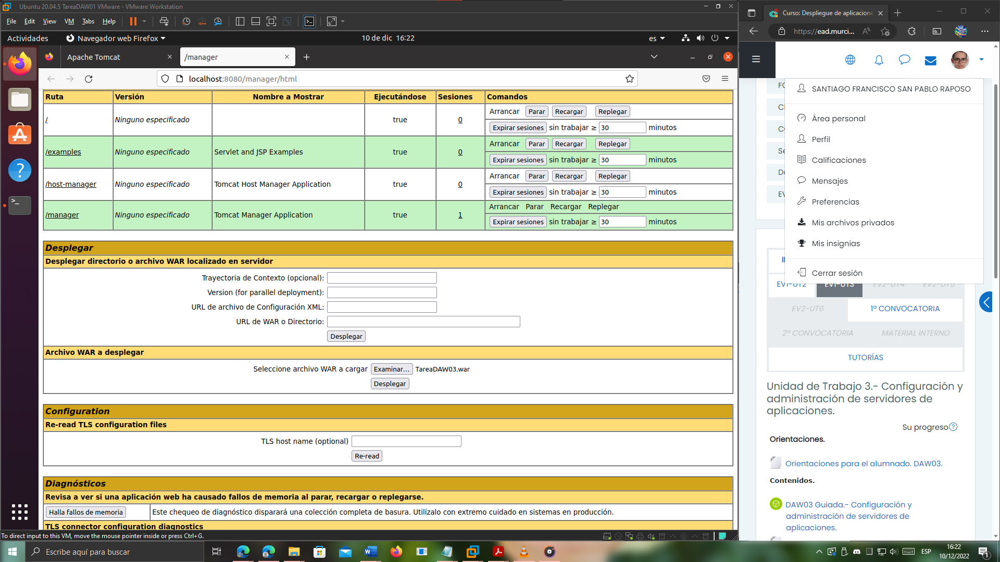 Ubuntu 20.04.5 TareaDAW01 VMware - VMware Workstation
File Edit View VM Tabs Help
Actividades
Navegador web Firefox
10 de dic 16:22
es
Apache Tomcat
/manager
localhost:8080/manager/html
Ruta Versión Nombre a Mostrar Ejecutándose Sesiones Comandos
/ Ninguno especificado true 0 Arrancar Parar Recargar Replegar
Expirar sesiones sin trabajar ≥ 30 minutos
/examples Ninguno especificado Servlet and JSP Examples true 0 Arrancar Parar Recargar Replegar
Expirar sesiones sin trabajar ≥ 30 minutos
/host-manager Ninguno especificado Tomcat Host Manager Application true 0 Arrancar Parar Recargar Replegar
Expirar sesiones sin trabajar ≥ 30 minutos
/manager Ninguno especificado Tomcat Manager Application true 1 Arrancar Parar Recargar Replegar
Expirar sesiones sin trabajar ≥ 30 minutos
Desplegar
Desplegar directorio o archivo WAR localizado en servidor
Trayectoria de Contexto (opcional):
Version (for parallel deployment):
URL de archivo de Configuración XML:
URL de WAR o Directorio:
Desplegar
Archivo WAR a desplegar
Seleccione archivo WAR a cargar Examinar... TareaDAW03.war
Desplegar
Configuration
Re-read TLS configuration files
TLS host name (optional)
Re-read
Diagnósticos
Revisa a ver si una aplicación web ha causado fallos de memoria al parar, recargar o replegarse.
Halla fallos de memoria Este chequeo de diagnóstico disparará una colección completa de basura. Utilízalo con extremo cuidado en sistemas en producción.
TLS connector configuration diagnostics
To direct input to this VM, move the mouse pointer inside or press Ctrl+G.
Curso: Despliegue de aplicacione
https://ead.murci...
SANTIAGO FRANCISCO SAN PABLO RAPOSO
Área personal
Perfil
Calificaciones
Mensajes
Preferencias
Mis archivos privados
Mis insignias
Cerrar sesión
EV1-UT2 EV1-UT3 EV2-UT4 EV2-UT5
EV2-UT6 1ª CONVOCATORIA
2ª CONVOCATORIA MATERIAL INTERNO
TUTORÍAS
Unidad de Trabajo 3.- Configuración y
administración de servidores de
aplicaciones.
Su progreso
Orientaciones.
Orientaciones para el alumnado. DAW03.
Contenidos.
DAW03 Guiada.- Configuración y
administración de servidores de
aplicaciones.
Escribe aquí para buscar
ESP
16:22
10/12/2022
1